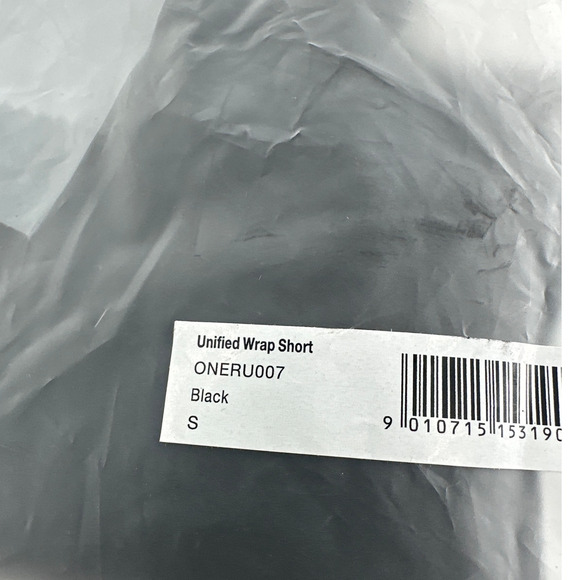 Unified Wrap Short
ONERU007
Black
S
9 010715 153190